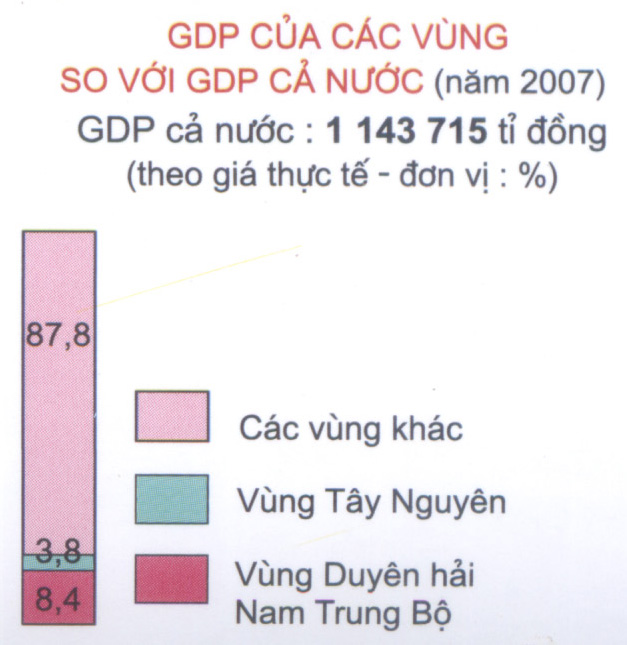 GDP CỦA CÁC VÙNG
SO VỚI GDP CẢ NƯỚC (năm 2007)
GDP cả nước : 1 143 715 tỉ đồng
(theo giá thực tế - đơn vị : %)
87,8
Các vùng khác
Vùng Tây Nguyên
3,8
8,4
Vùng Duyên hải
Nam Trung Bộ